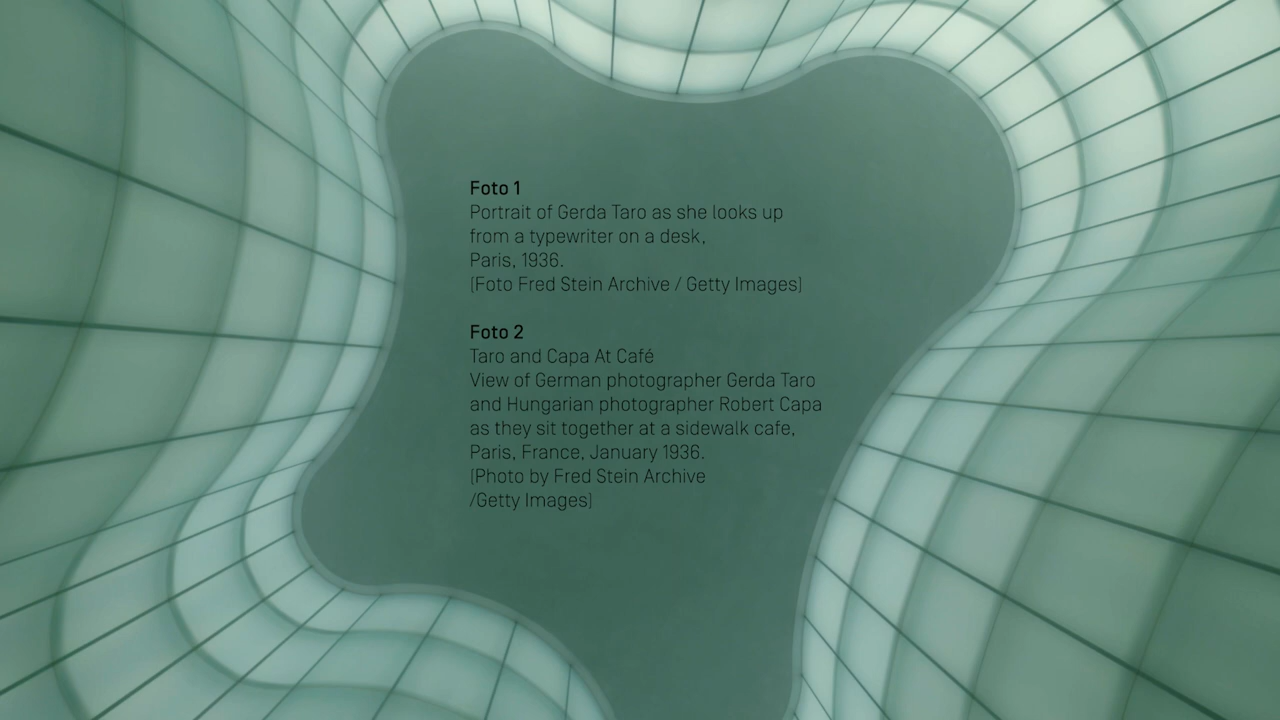 Foto 1
Portrait of Gerda Taro as she looks up
from a typewriter on a desk,
Paris, 1936.
(Foto Fred Stein Archive / Getty Images)
Foto 2
Taro and Capa At Café
View of German photographer Gerda Taro
and Hungarian photographer Robert Capa
as they sit together at a sidewalk cafe,
Paris, France, January 1936.
(Photo by Fred Stein Archive
/Getty Images)